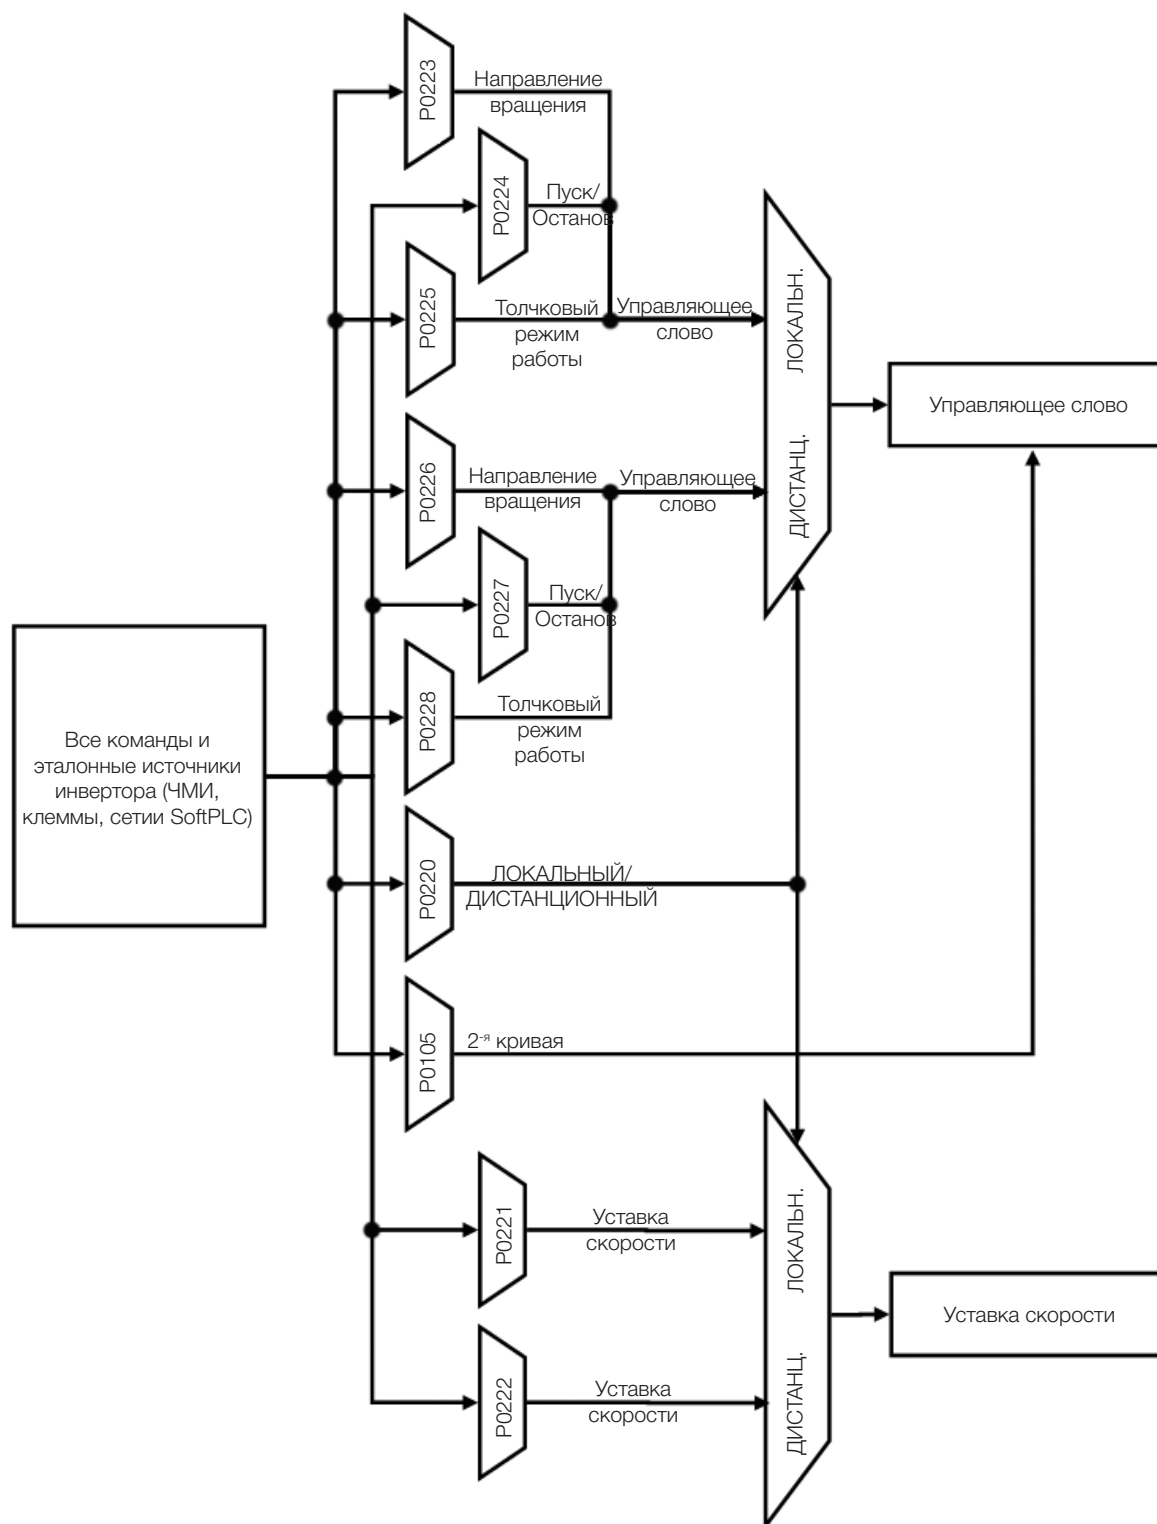 P0223
Направление
вращения
P0224
Пуск/
Останов
P0225
Толчковый
режим
работы
Управляющее
слово
ЛОКАЛЬН.
ДИСТАНЦ.
Управляющее слово
P0226
Направление
вращения
Управляющее
слово
P0227
Пуск/
Останов
P0228
Толчковый
режим
работы
Все команды и
эталонные источники
инвертора (ЧМИ,
клеммы, сетии SoftPLC)
P0220
ЛОКАЛЬНЫЙ/
ДИСТАНЦИОННЫЙ
P0105
2-я кривая
P0221
Уставка
скорости
ЛОКАЛЬН.
ДИСТАНЦ.
Уставка скорости
P0222
Уставка
скорости